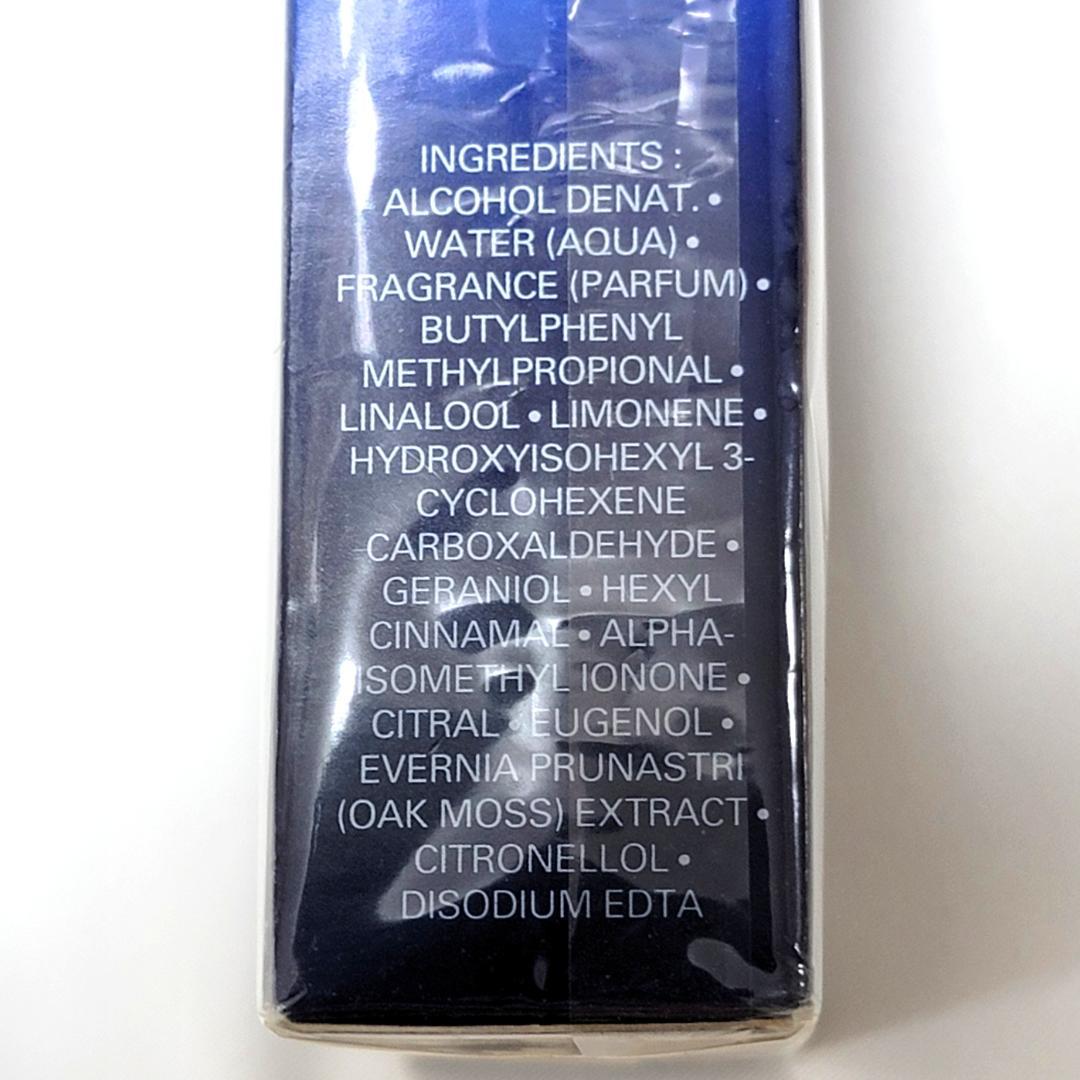 INGREDIENTS :
ALCOHOL DENAT. •
WATER (AQUA) •
FRAGRANCE (PARFUM) •
BUTYLPHENYL
METHYLPROPIONAL •
LINALOOL • LIMONENE •
HYDROXYISOHEXYL 3-
CYCLOHEXENE
CARBOXALDEHYDE •
GERANIOL • HEXYL
CINNAMAL • ALPHA-
ISOMETHYL IONONE •
CITRAL • EUGENOL •
EVERNIA PRUNASTRI
(OAK MOSS) EXTRACT •
CITRONELLOL •
DISODIUM EDTA